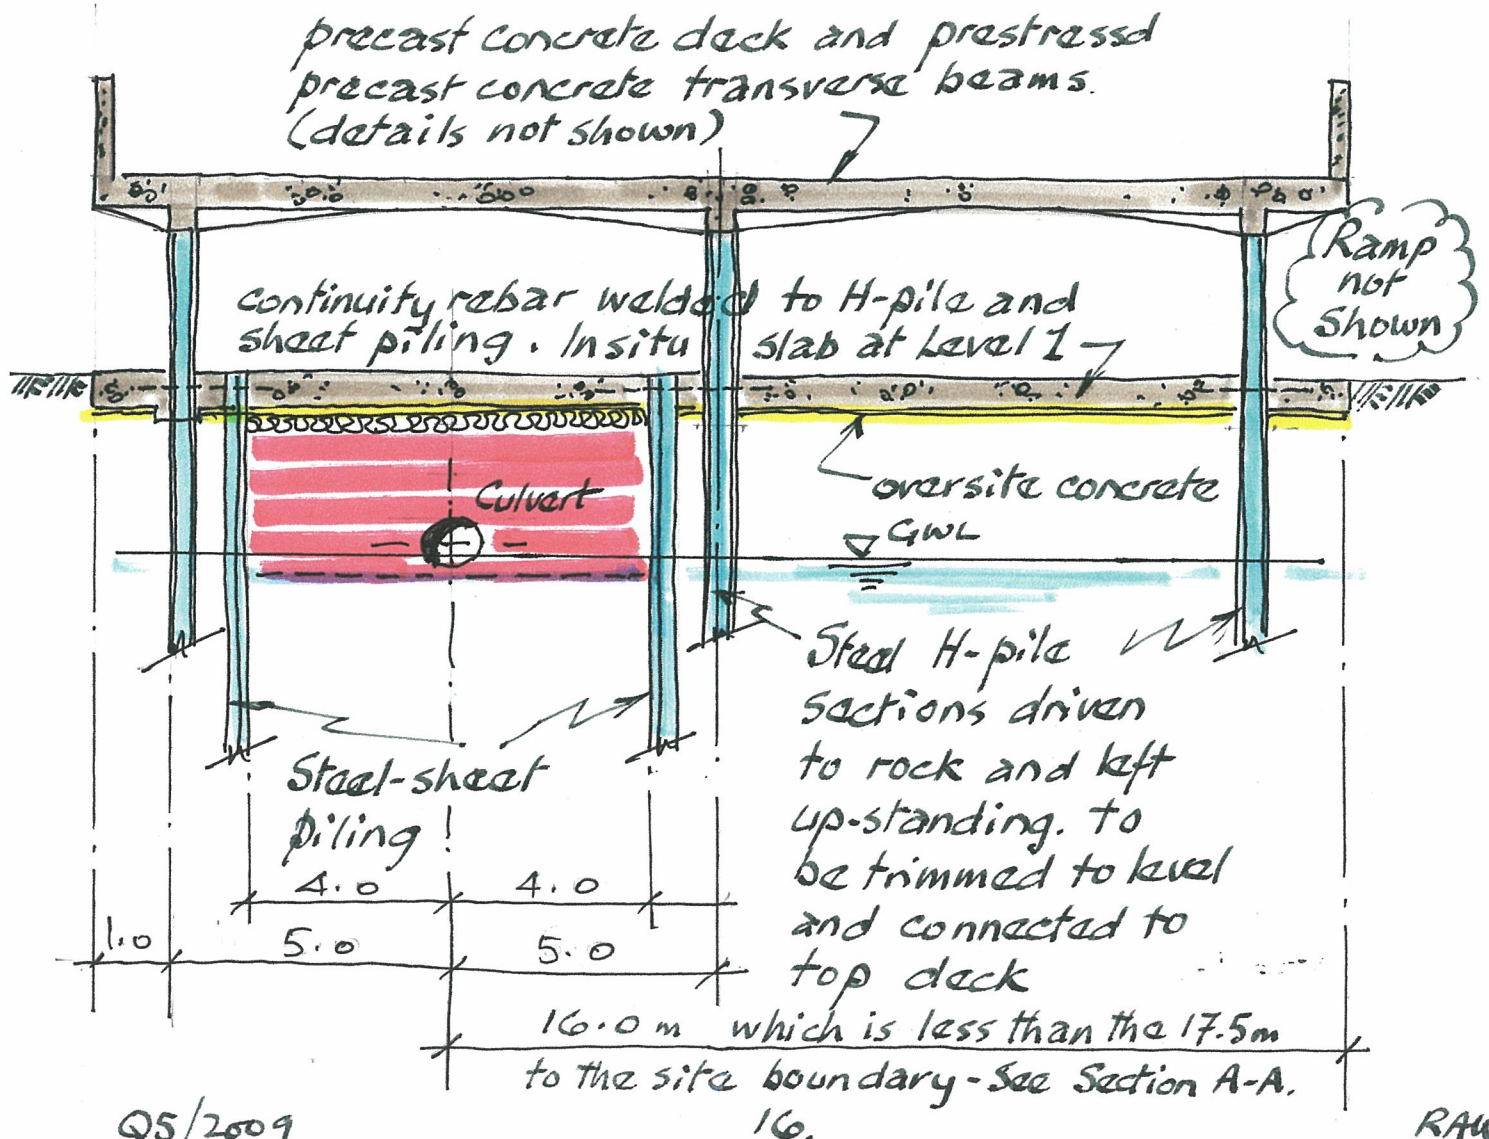 precast concrete deck and prestressd
precast concrete transverse beams.
(details not shown)
Ramp
not
shown
continuity rebar welded to H-pile and
sheet piling. Insitu slab at Level 1
Culvert
oversite concrete
GWL
Steel H-pile
sections driven
to rock and left
up-standing. to
be trimmed to level
and connected to
top deck
Steel-sheet
piling
4.0 4.0
1.0 5.0 5.0
16.0 m which is less than the 17.5m
to the site boundary - See Section A-A.
Q5/2009 16.